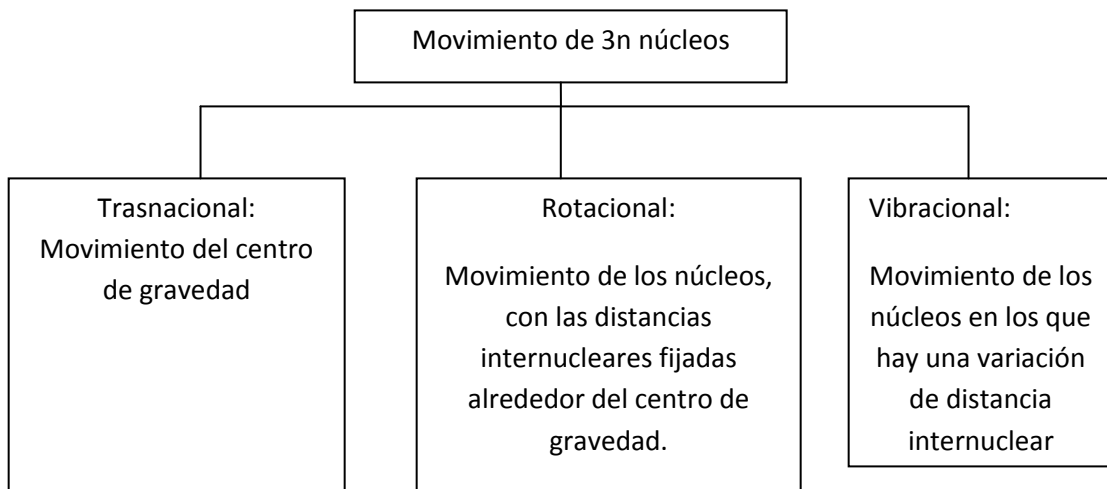 Movimiento de 3n núcleos
Trasnacional:
Movimiento del centro
de gravedad
Rotacional:
Movimiento de los núcleos,
con las distancias
internucleares fijadas
alrededor del centro de
gravedad.
Vibracional:
Movimiento de los
núcleos en los que
hay una variación
de distancia
internuclear